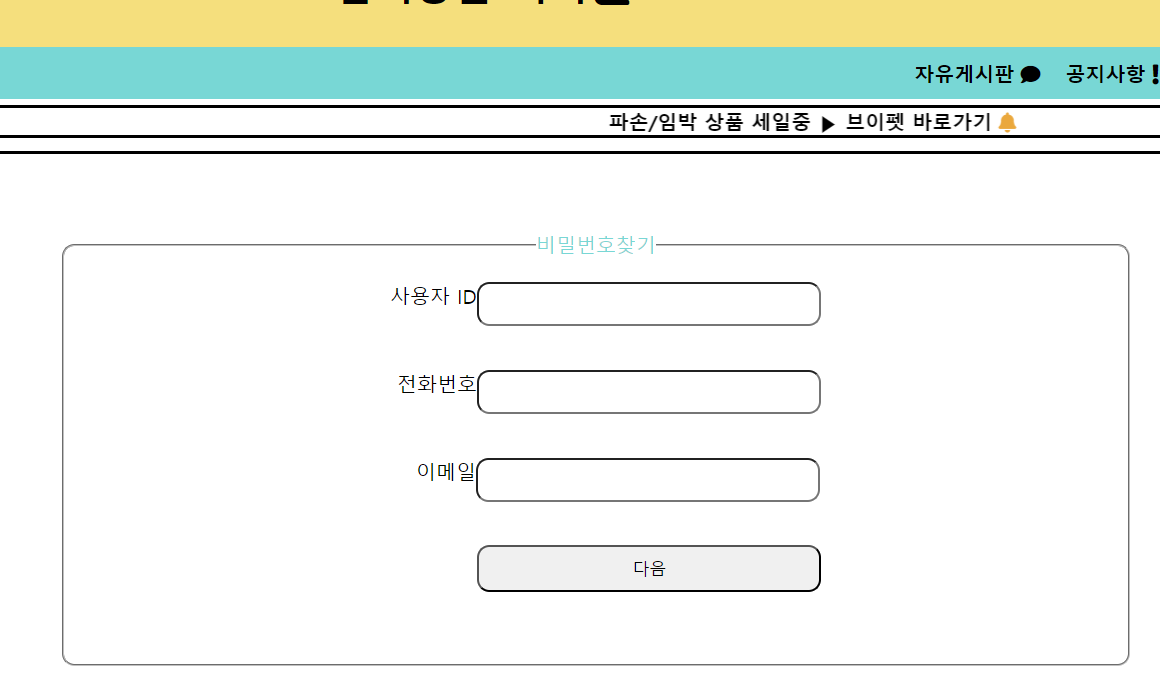 자유게시판 공지사항
파손/임박 상품 세일중 ▶ 브이펫 바로가기
비밀번호찾기
사용자 ID
전화번호
이메일
다음